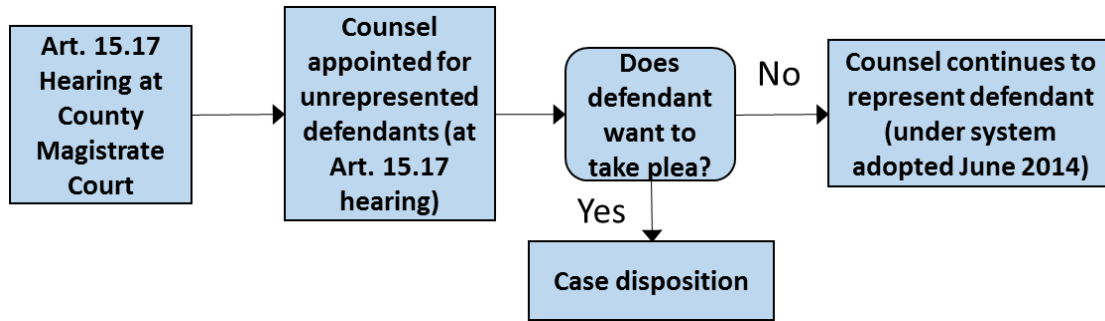 Art. 15.17
Hearing at
County
Magistrate
Court
Counsel
appointed for
unrepresented
defendants (at
Art. 15.17
hearing)
Does
defendant
want to
take plea?
No
Counsel continues to
represent defendant
(under system
adopted June 2014)
Yes
Case disposition